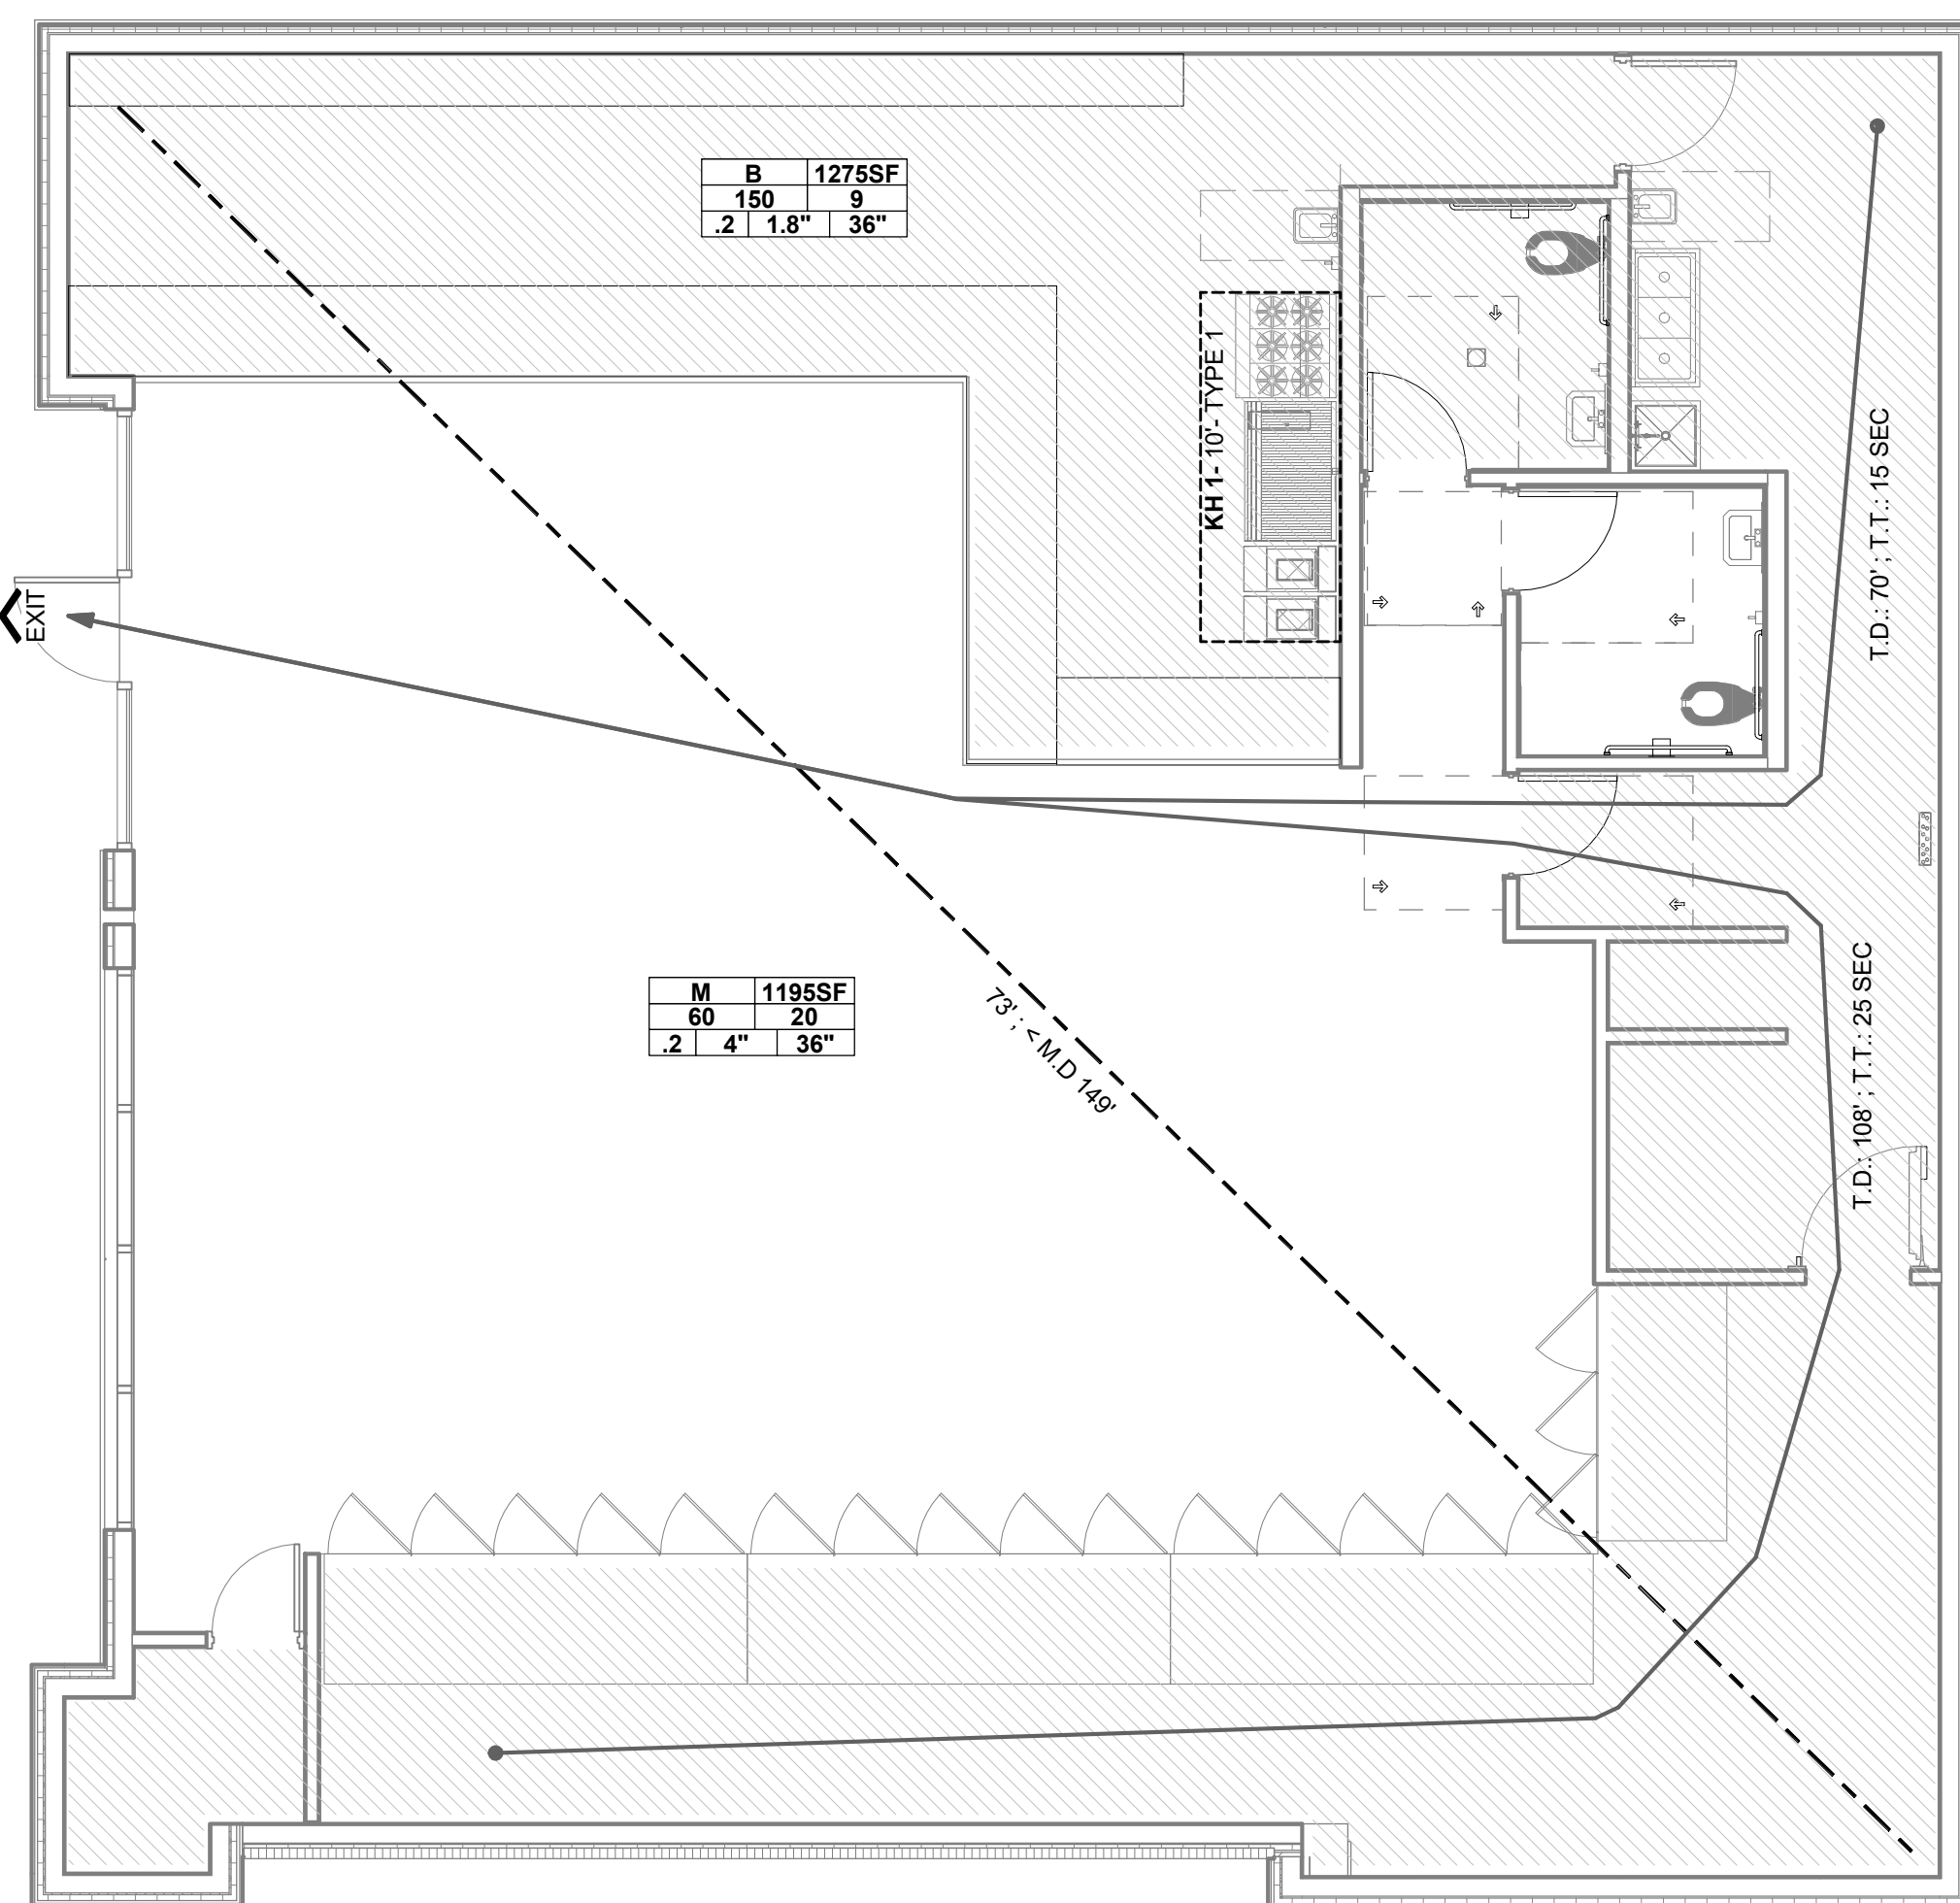 B 1275SF
150 9
.2 1.8" 36"
KH 1 - 10' - TYPE 1
T.D.: 70' ; T.T.: 15 SEC
EXIT
M 1195SF
60 20
.2 4" 36"
73' ; < M.D 149'
T.D.: 108' ; T.T.: 25 SEC